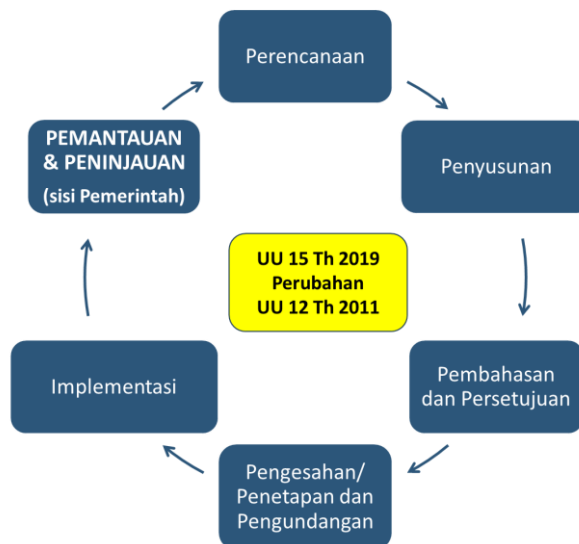 Perencanaan
Penyusunan
Pembahasan
dan Persetujuan
Pengesahan/
Penetapan dan
Pengundangan
Implementasi
PEMANTAUAN
& PENINJAUAN
(sisi Pemerintah)
UU 15 Th 2019
Perubahan
UU 12 Th 2011